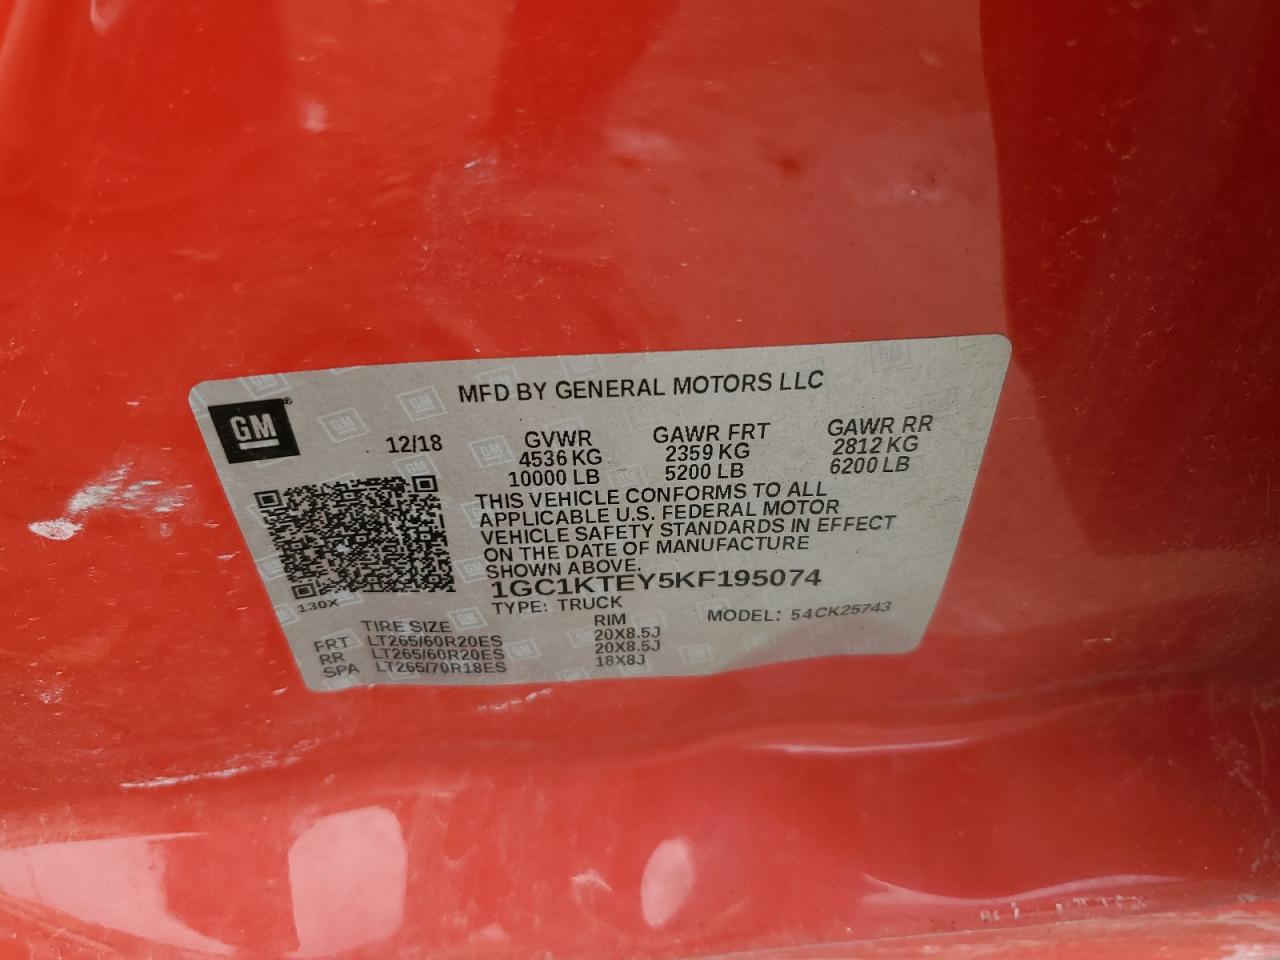 MFD BY GENERAL MOTORS LLC
GM
12/18 GVWR GAWR FRT GAWR RR
4536 KG 2359 KG 2812 KG
10000 LB 5200 LB 6200 LB
THIS VEHICLE CONFORMS TO ALL
APPLICABLE U.S. FEDERAL MOTOR
VEHICLE SAFETY STANDARDS IN EFFECT
ON THE DATE OF MANUFACTURE
SHOWN ABOVE.
1GC1KTEY5KF195074
130X
TYPE: TRUCK MODEL: 54CK25743
TIRE SIZE RIM
FRT LT265/60R20ES 20X8.5J
RR LT265/60R20ES 20X8.5J
SPA LT265/70R18ES 18X8J